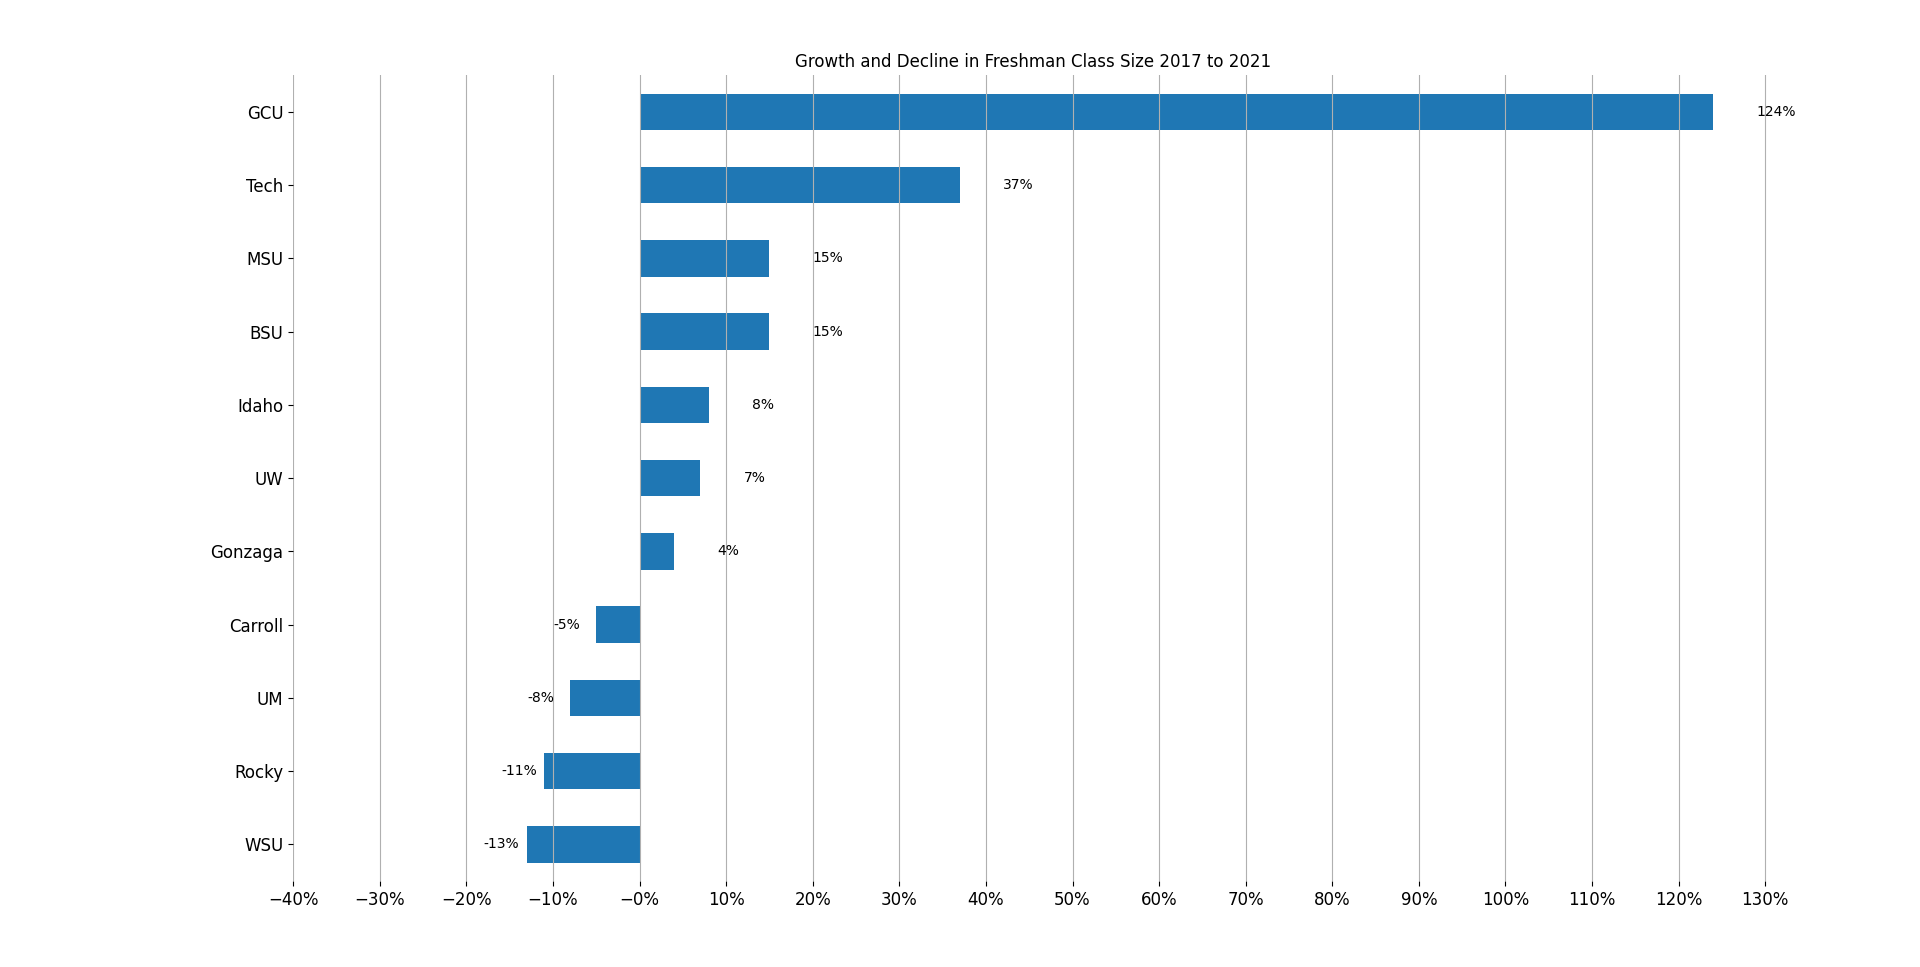 Growth and Decline in Freshman Class Size 2017 to 2021
GCU 124%
Tech 37%
MSU 15%
BSU 15%
Idaho 8%
UW 7%
Gonzaga 4%
Carroll -5%
UM -8%
Rocky -11%
WSU -13%
−40% −30% −20% −10% −0% 10% 20% 30% 40% 50% 60% 70% 80% 90% 100% 110% 120% 130%